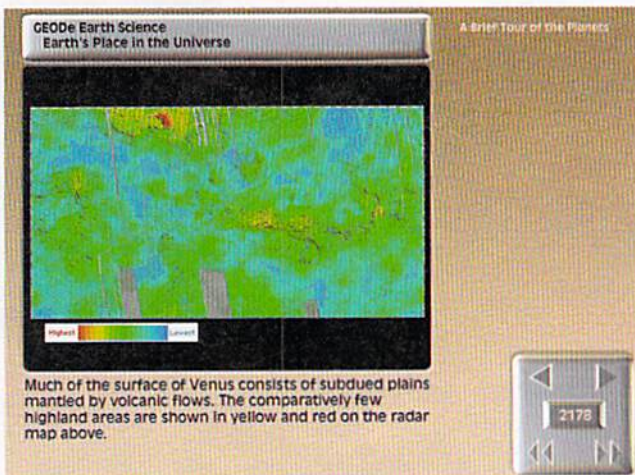 GEODe Earth Science
Earth's Place in the Universe
A Brief Tour of the Planets
Highest
Lowest
Much of the surface of Venus consists of subdued plains
mantled by volcanic flows. The comparatively few
highland areas are shown in yellow and red on the radar
map above.
2178